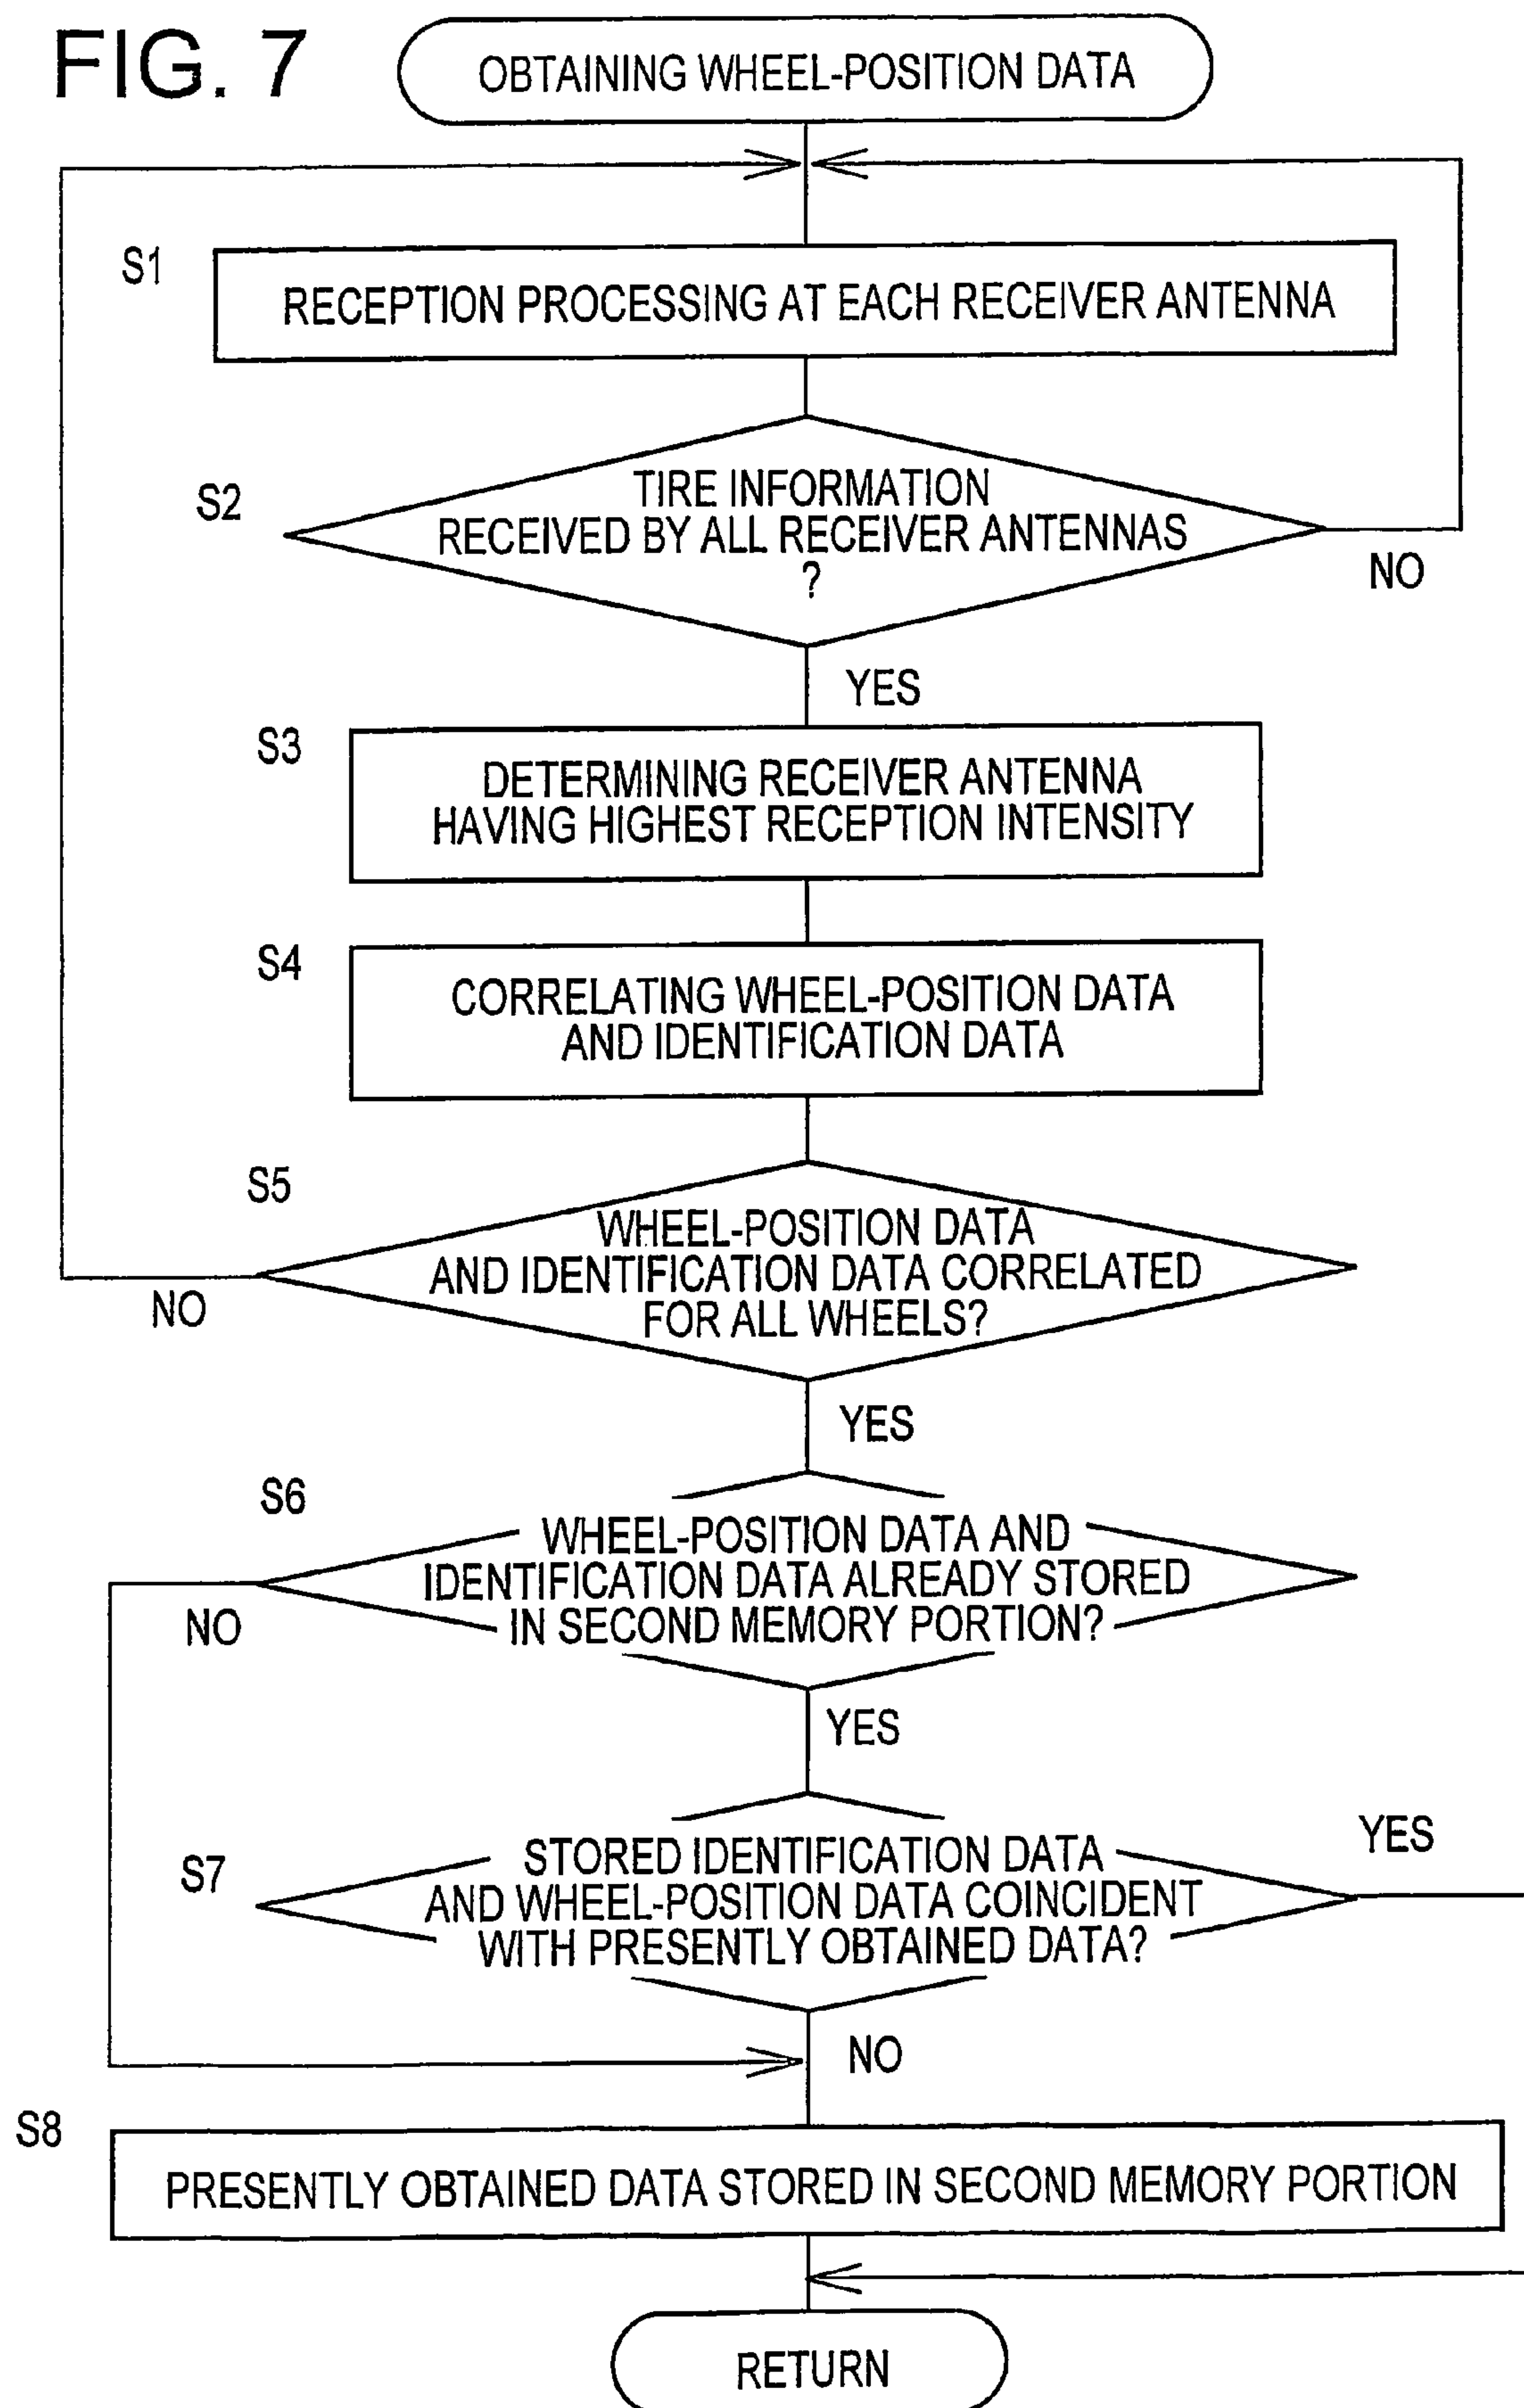 FIG. 7
OBTAINING WHEEL-POSITION DATA
S1
RECEPTION PROCESSING AT EACH RECEIVER ANTENNA
S2
TIRE INFORMATION
RECEIVED BY ALL RECEIVER ANTENNAS
?
NO
YES
S3
DETERMINING RECEIVER ANTENNA
HAVING HIGHEST RECEPTION INTENSITY
S4
CORRELATING WHEEL-POSITION DATA
AND IDENTIFICATION DATA
S5
WHEEL-POSITION DATA
AND IDENTIFICATION DATA CORRELATED
FOR ALL WHEELS?
NO
YES
S6
WHEEL-POSITION DATA AND
IDENTIFICATION DATA ALREADY STORED
IN SECOND MEMORY PORTION?
NO
YES
S7
STORED IDENTIFICATION DATA
AND WHEEL-POSITION DATA COINCIDENT
WITH PRESENTLY OBTAINED DATA?
YES
NO
S8
PRESENTLY OBTAINED DATA STORED IN SECOND MEMORY PORTION
RETURN